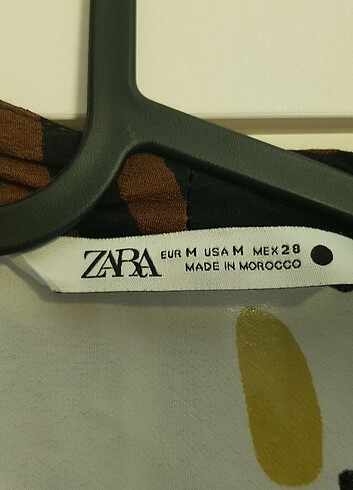 ZARA EUR M USA M MEX 28
MADE IN MOROCCO